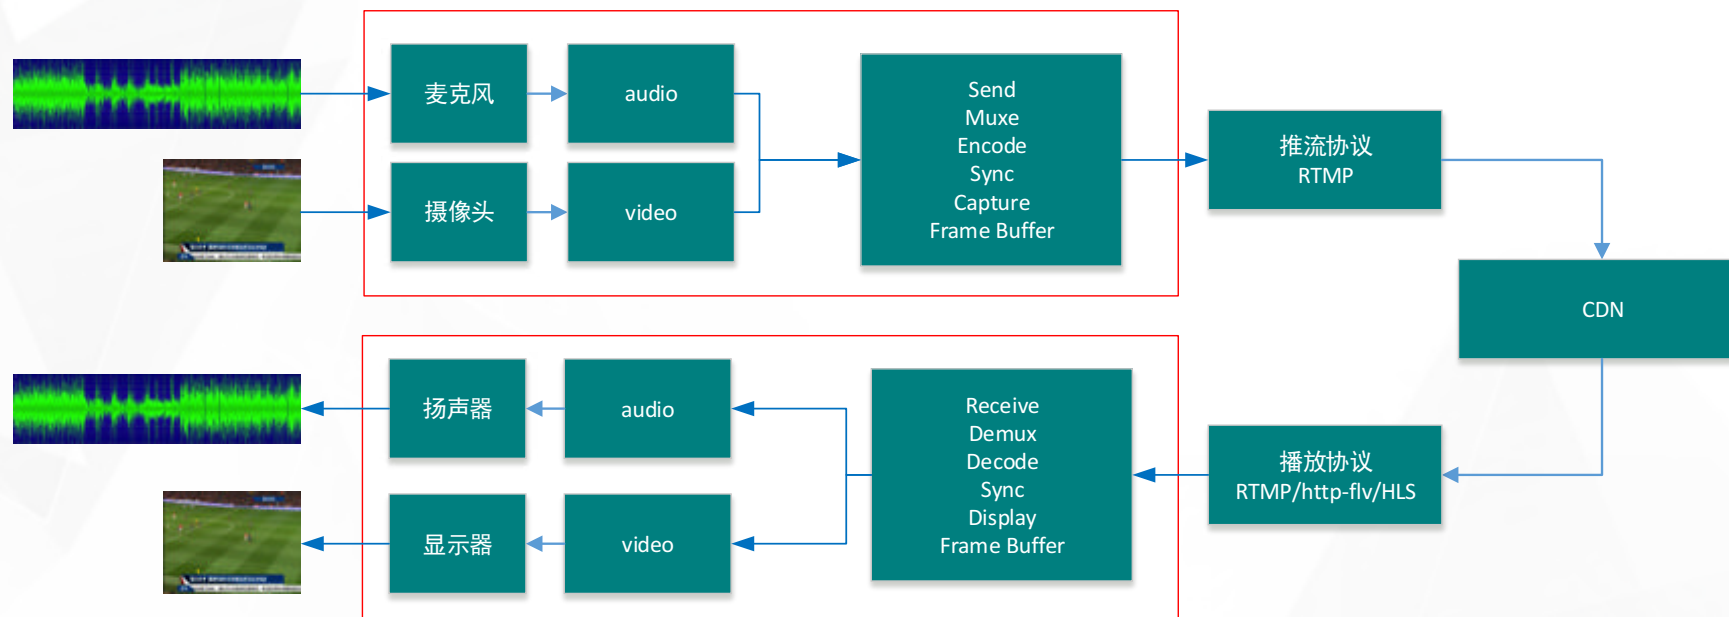 麦克风
audio
摄像头
video
Send
Muxe
Encode
Sync
Capture
Frame Buffer
推流协议
RTMP
CDN
扬声器
audio
显示器
video
Receive
Demux
Decode
Sync
Display
Frame Buffer
播放协议
RTMP/http-flv/HLS